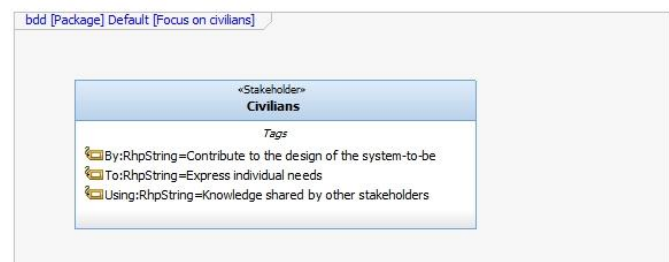 bdd [Package] Default [Focus on civilians]
«Stakeholder»
Civilians
Tags
By:RhpString=Contribute to the design of the system-to-be
To:RhpString=Express individual needs
Using:RhpString=Knowledge shared by other stakeholders